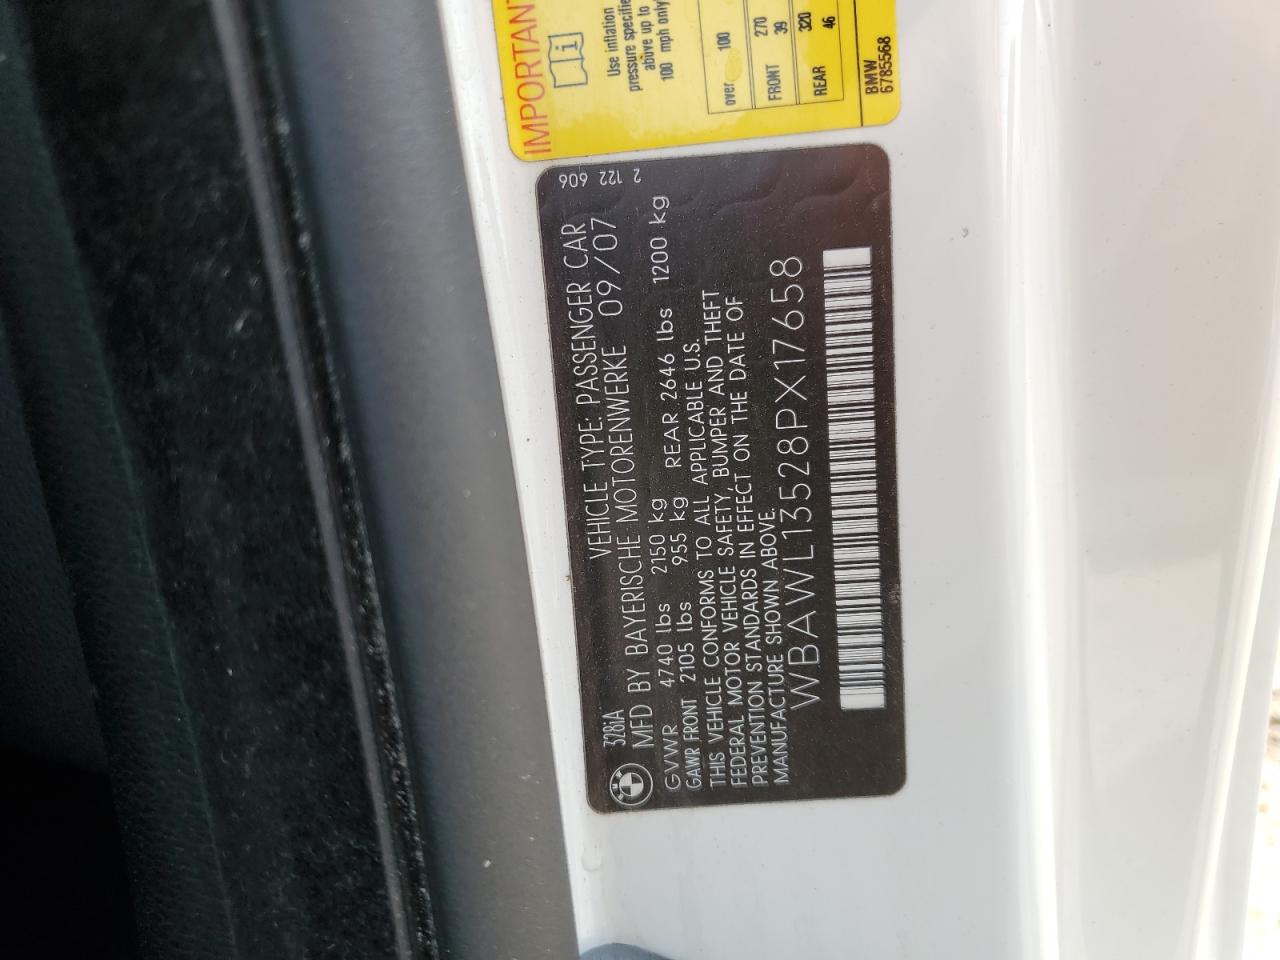 328iA VEHICLE TYPE: PASSENGER CAR
MFD BY BAYERISCHE MOTORENWERKE 09/07
GVWR 4740 lbs 2150 kg
GAWR FRONT 2105 lbs 955 kg REAR 2646 lbs 1200 kg
THIS VEHICLE CONFORMS TO ALL APPLICABLE U.S.
FEDERAL MOTOR VEHICLE SAFETY, BUMPER AND THEFT
PREVENTION STANDARDS IN EFFECT ON THE DATE OF
MANUFACTURE SHOWN ABOVE.
WBAWL13528PX17658
2 122 606
IMPORTAN
i
Use inflation
pressure specifie
above up to
100 mph only
over 100
FRONT 270
39
REAR 320
46
BMW
6785568